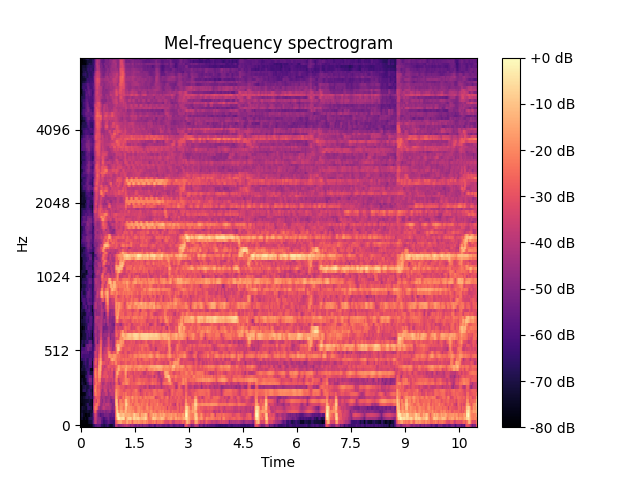 Mel-frequency spectrogram
+0 dB
-10 dB
-20 dB
-30 dB
-40 dB
-50 dB
-60 dB
-70 dB
-80 dB
Hz
4096
2048
1024
512
0
0 1.5 3 4.5 6 7.5 9 10
Time